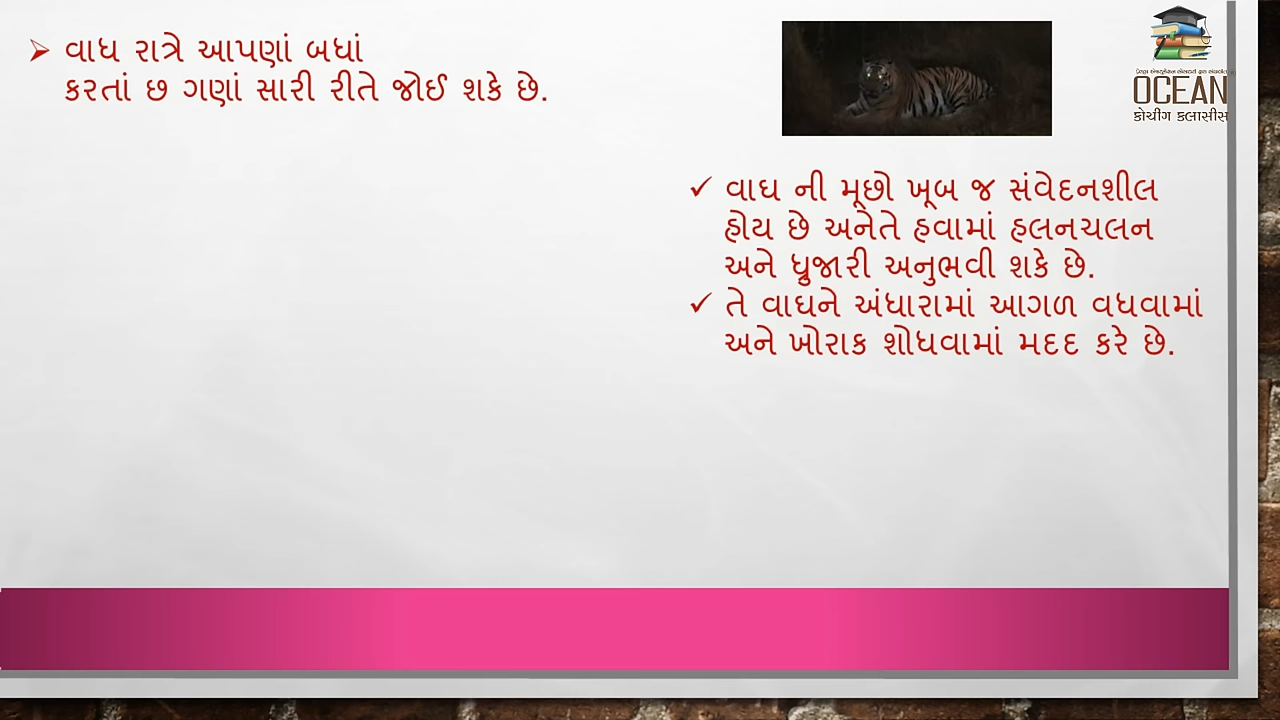 વાઘ રાત્રે આપણાં બધાં
કરતાં છ ગણાં સારી રીતે જોઈ શકે છે.
OCEAN
કોચીંગ કલાસીસ
વાઘ ની મૂછો ખૂબ જ સંવેદનશીલ
હોય છે અનેતે હવામાં હલનચલન
અને ધ્રુજારી અનુભવી શકે છે.
તે વાઘને અંધારામાં આગળ વધવામાં
અને ખોરાક શોધવામાં મદદ કરે છે.